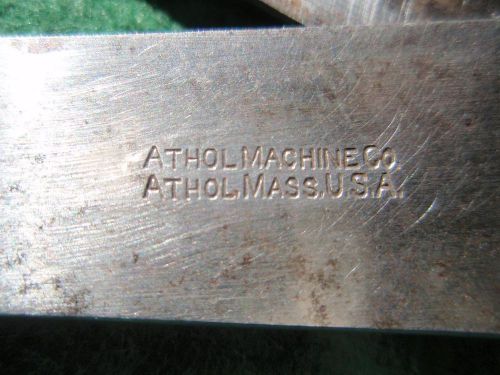 ATHOL MACHINE CO
ATHOL, MASS. U.S.A.